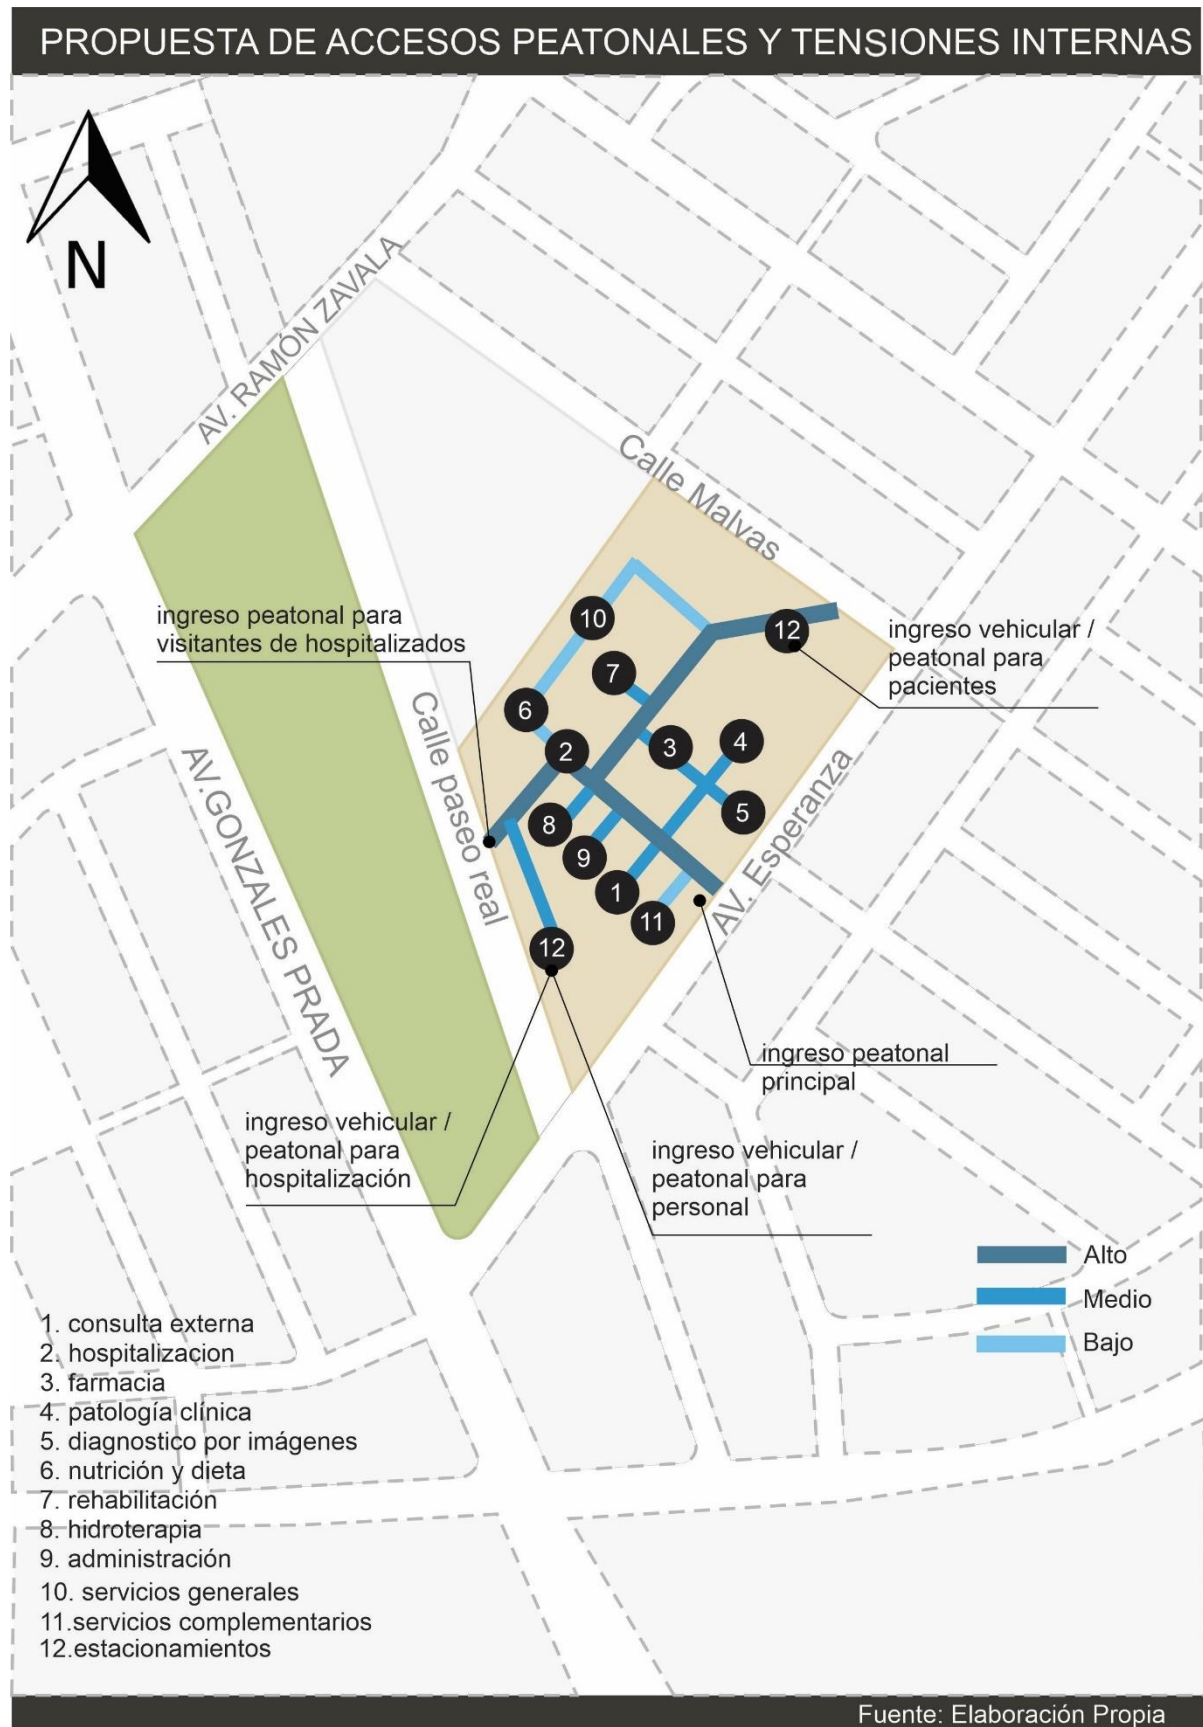 PROPUESTA DE ACCESOS PEATONALES Y TENSIONES INTERNAS
N
AV. RAMÓN ZAVALA
Calle Malvas
ingreso peatonal para
visitantes de hospitalizados
10
12
ingreso vehicular /
peatonal para
pacientes
7
6
2
3
4
Calle paseo real
AV.GONZALES PRADA
8
5
9
1
11
AV. Esperanza
12
ingreso peatonal
principal
ingreso vehicular /
peatonal para
hospitalización
ingreso vehicular /
peatonal para
personal
Alto
Medio
Bajo
1. consulta externa
2. hospitalizacion
3. farmacia
4. patología clínica
5. diagnostico por imágenes
6. nutrición y dieta
7. rehabilitación
8. hidroterapia
9. administración
10. servicios generales
11.servicios complementarios
12.estacionamientos
Fuente: Elaboración Propia